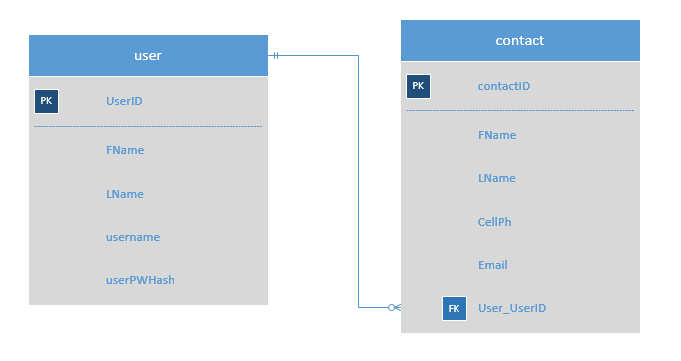 user
PK UserID
FName
LName
username
userPWHash
contact
PK contactID
FName
LName
CellPh
Email
FK User_UserID